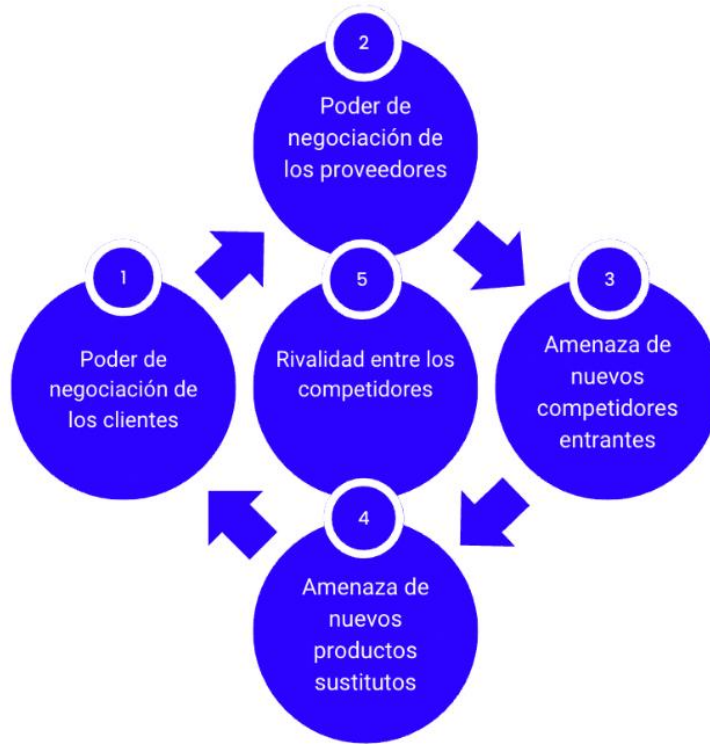 1
Poder de
negociación de
los clientes
2
Poder de
negociación de
los proveedores
3
Amenaza de
nuevos
competidores
entrantes
4
Amenaza de
nuevos
productos
sustitutos
5
Rivalidad entre los
competidores